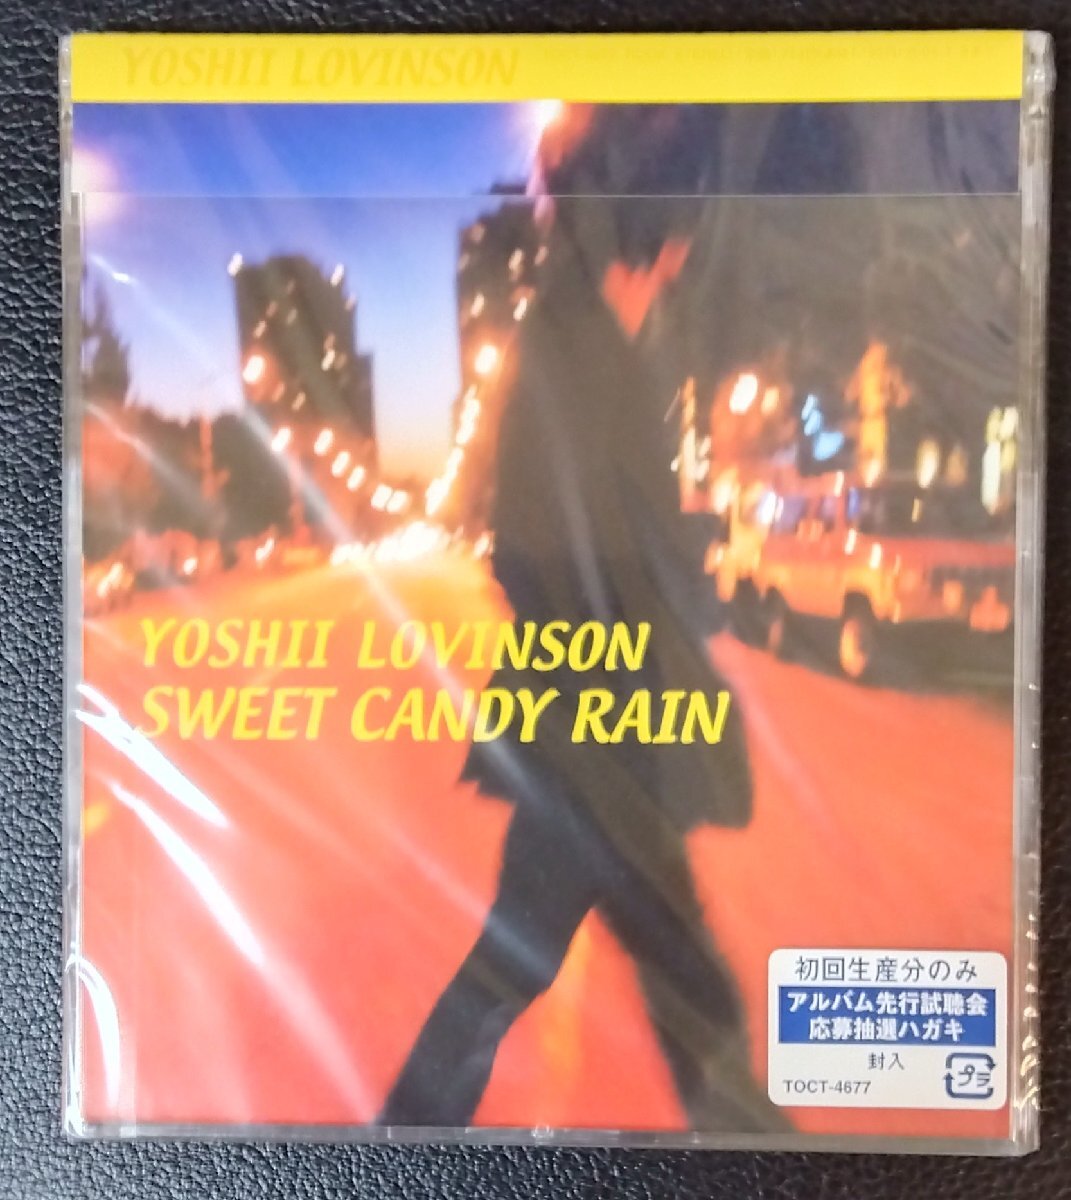 YOSHII LOVINSON
YOSHII LOVINSON
SWEET CANDY RAIN
初回生産分のみ
アルバム先行試聴会
応募抽選ハガキ
封入
TOCT-4677
プラ